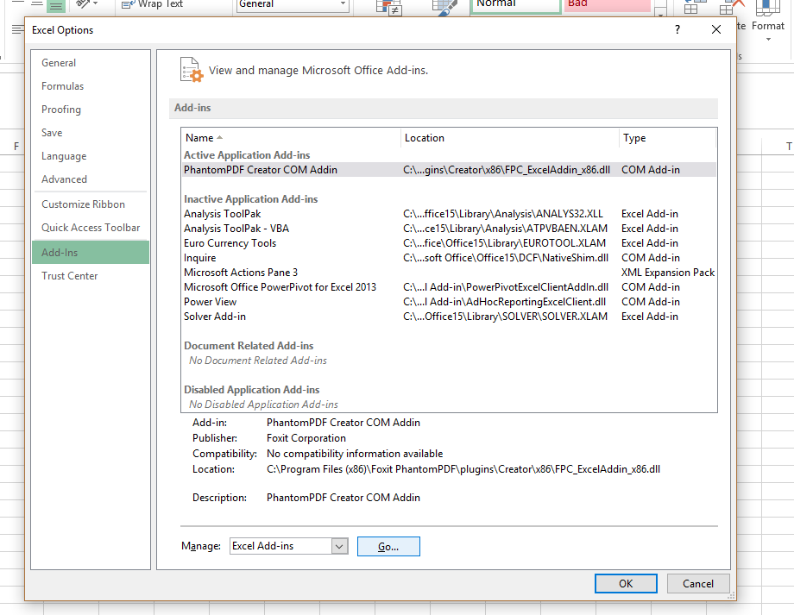 Wrap Text
General
Normal
Bad
Format
Excel Options
?
General
Formulas
Proofing
Save
Language
Advanced
Customize Ribbon
Quick Access Toolbar
Add-Ins
Trust Center
View and manage Microsoft Office Add-ins.
Add-ins
Name Location Type
Active Application Add-ins
PhantomPDF Creator COM Addin C:\...gins\Creator\x86\FPC_ExcelAddin_x86.dll COM Add-in
Inactive Application Add-ins
Analysis ToolPak C:\...ffice15\Library\Analysis\ANALYS32.XLL Excel Add-in
Analysis ToolPak - VBA C:\...ce15\Library\Analysis\ATPVBAEN.XLAM Excel Add-in
Euro Currency Tools C:\...fice\Office15\Library\EUROTOOL.XLAM Excel Add-in
Inquire C:\...soft Office\Office15\DCF\NativeShim.dll COM Add-in
Microsoft Actions Pane 3 XML Expansion Pack
Microsoft Office PowerPivot for Excel 2013 C:\...l Add-in\PowerPivotExcelClientAddIn.dll COM Add-in
Power View C:\...l Add-in\AdHocReportingExcelClient.dll COM Add-in
Solver Add-in C:\...Office15\Library\SOLVER\SOLVER.XLAM Excel Add-in
Document Related Add-ins
No Document Related Add-ins
Disabled Application Add-ins
No Disabled Application Add-ins
Add-in: PhantomPDF Creator COM Addin
Publisher: Foxit Corporation
Compatibility: No compatibility information available
Location: C:\Program Files (x86)\Foxit PhantomPDF\plugins\Creator\x86\FPC_ExcelAddin_x86.dll
Description: PhantomPDF Creator COM Addin
Manage: Excel Add-ins Go...
OK Cancel
F
T